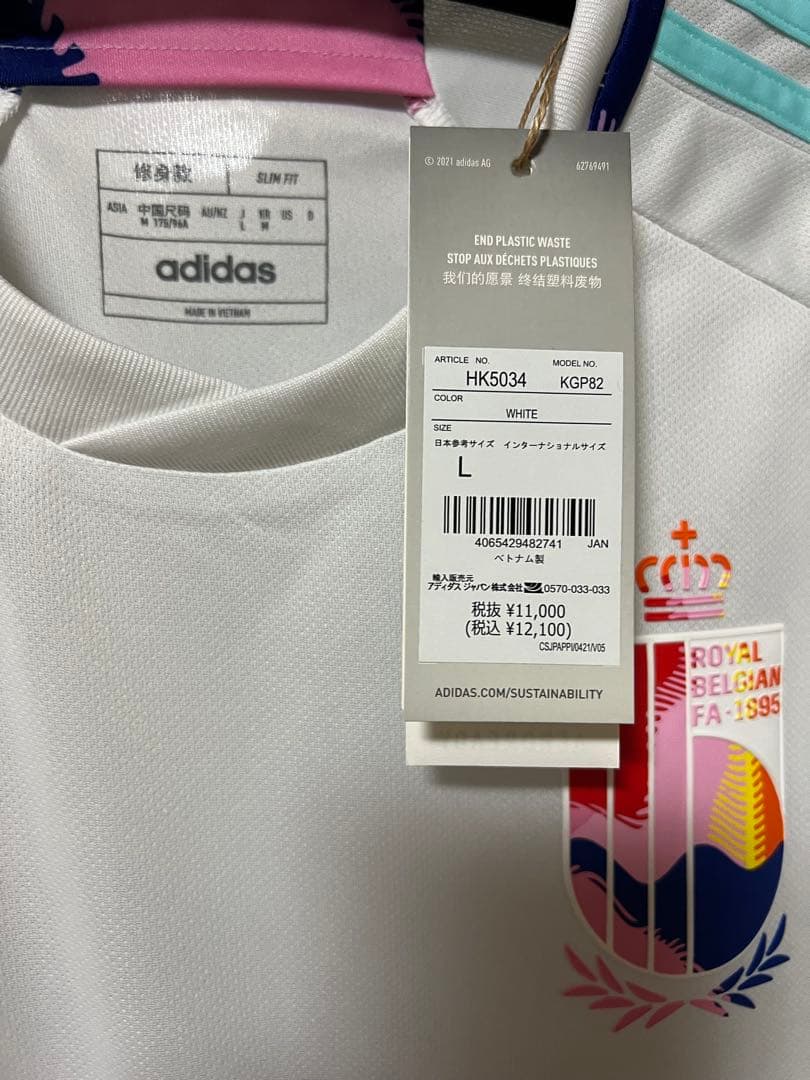 修身款 SLIM FIT
ASIA 中国尺码 AU/NZ J KR US D
M 175/96A L M
adidas
MADE IN VIETNAM
© 2021 adidas AG 62769491
END PLASTIC WASTE
STOP AUX DÉCHETS PLASTIQUES
我们的愿景 终结塑料废物
ARTICLE NO. MODEL NO.
HK5034 KGP82
COLOR
WHITE
SIZE
日本参考サイズ インターナショナルサイズ
L
4065429482741 JAN
ベトナム製
輸入販売元
アディダス ジャパン株式会社 0570-033-033
税抜 ¥11,000
(税込 ¥12,100)
CSJPAPPI/0421/V05
ADIDAS.COM/SUSTAINABILITY
ROYAL
BELGIAN
FA-1895